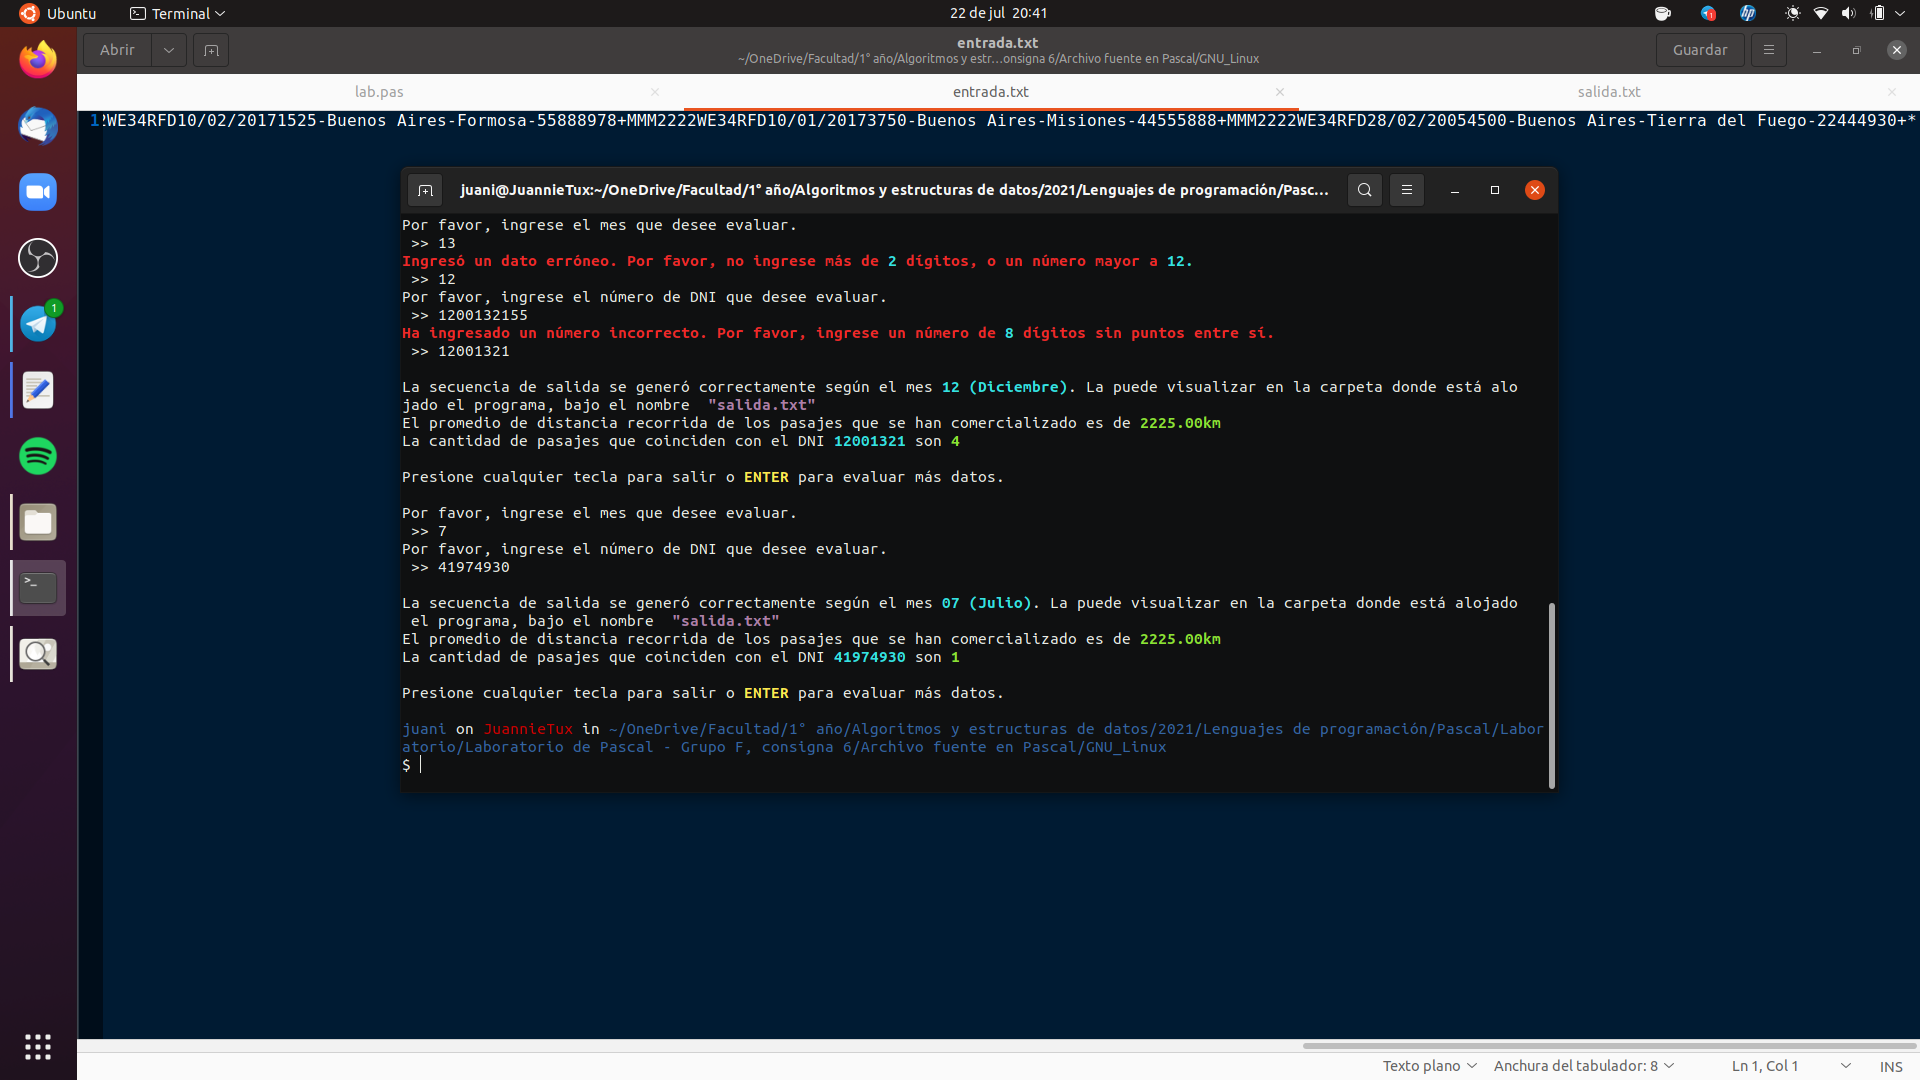 Ubuntu
Terminal
22 de jul 20:41
Abrir
entrada.txt
~/OneDrive/Facultad/1° año/Algoritmos y estr...onsigna 6/Archivo fuente en Pascal/GNU_Linux
Guardar
lab.pas
entrada.txt
salida.txt
1 2WE34RFD10/02/20171525-Buenos Aires-Formosa-55888978+MMM2222WE34RFD10/01/20173750-Buenos Aires-Misiones-44555888+MMM2222WE34RFD28/02/20054500-Buenos Aires-Tierra del Fuego-22444930+*
juani@JuannieTux:~/OneDrive/Facultad/1° año/Algoritmos y estructuras de datos/2021/Lenguajes de programación/Pasc...
Por favor, ingrese el mes que desee evaluar.
>> 13
Ingresó un dato erróneo. Por favor, no ingrese más de 2 dígitos, o un número mayor a 12.
>> 12
Por favor, ingrese el número de DNI que desee evaluar.
>> 1200132155
Ha ingresado un número incorrecto. Por favor, ingrese un número de 8 dígitos sin puntos entre sí.
>> 12001321
La secuencia de salida se generó correctamente según el mes 12 (Diciembre). La puede visualizar en la carpeta donde está alo
jado el programa, bajo el nombre  "salida.txt"
El promedio de distancia recorrida de los pasajes que se han comercializado es de 2225.00km
La cantidad de pasajes que coinciden con el DNI 12001321 son 4
Presione cualquier tecla para salir o ENTER para evaluar más datos.
Por favor, ingrese el mes que desee evaluar.
>> 7
Por favor, ingrese el número de DNI que desee evaluar.
>> 41974930
La secuencia de salida se generó correctamente según el mes 07 (Julio). La puede visualizar en la carpeta donde está alojado
el programa, bajo el nombre  "salida.txt"
El promedio de distancia recorrida de los pasajes que se han comercializado es de 2225.00km
La cantidad de pasajes que coinciden con el DNI 41974930 son 1
Presione cualquier tecla para salir o ENTER para evaluar más datos.
juani on JuannieTux in ~/OneDrive/Facultad/1° año/Algoritmos y estructuras de datos/2021/Lenguajes de programación/Pascal/Labor
atorio/Laboratorio de Pascal - Grupo F, consigna 6/Archivo fuente en Pascal/GNU_Linux
$
1
Texto plano
Anchura del tabulador: 8
Ln 1, Col 1
INS